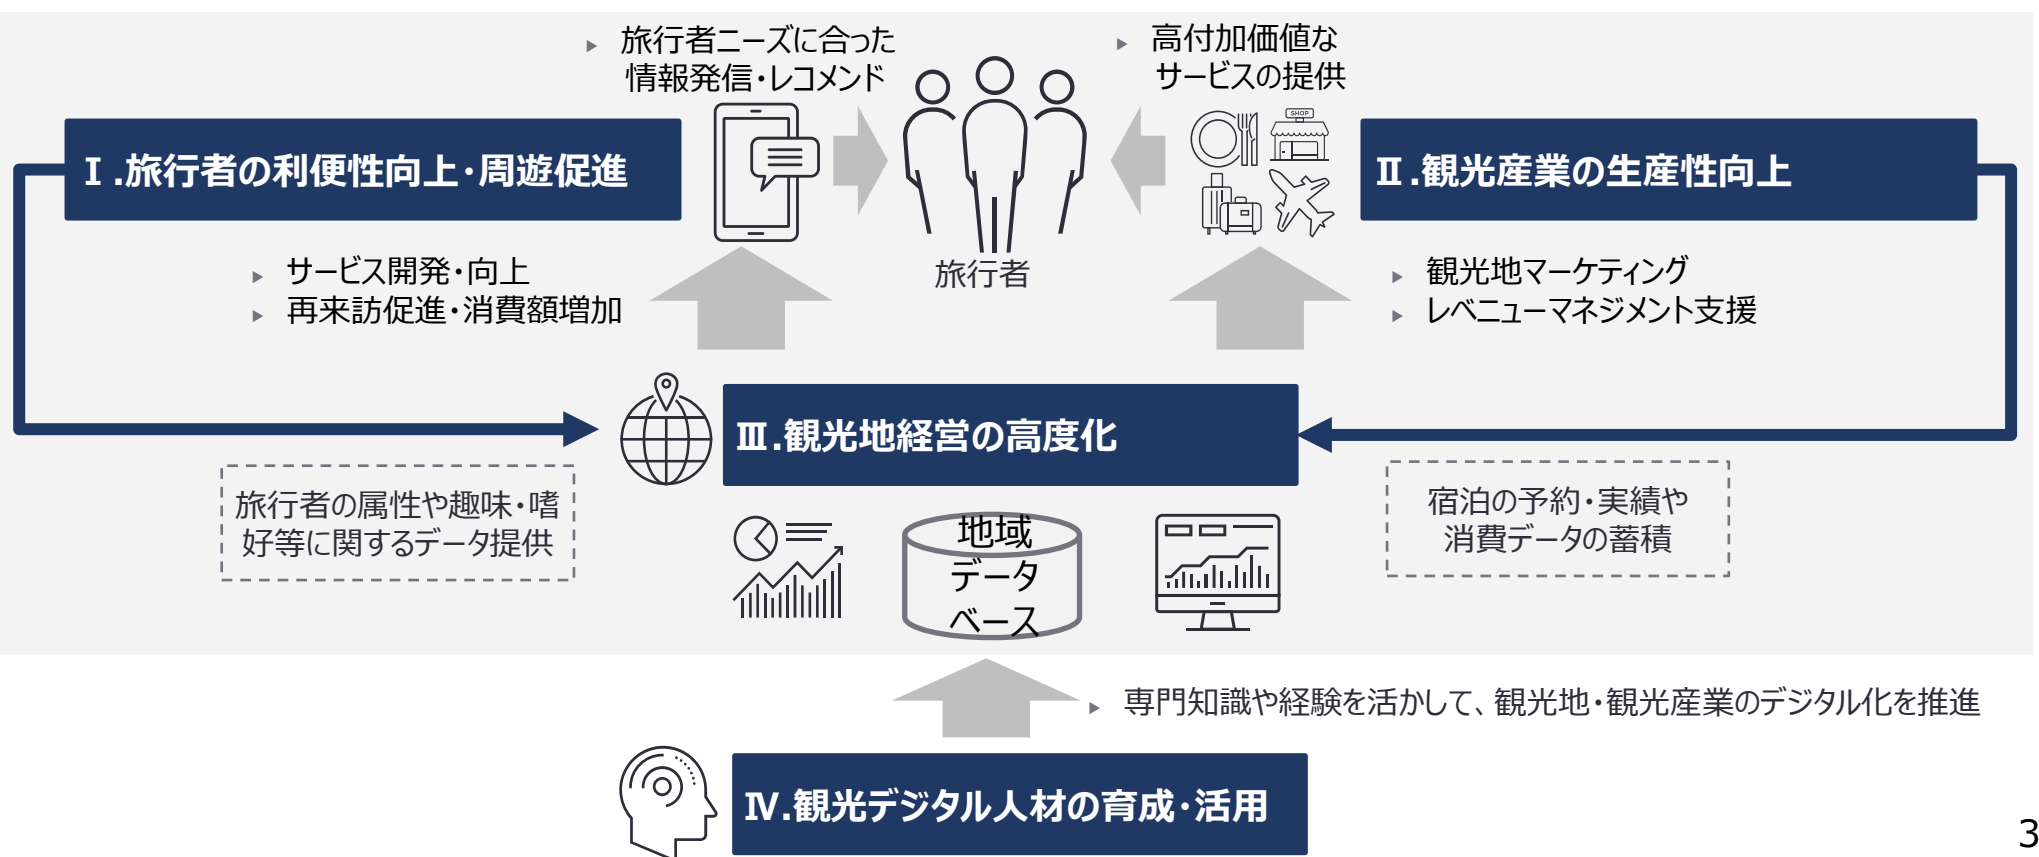 旅行者ニーズに合った
情報発信・レコメンド
高付加価値な
サービスの提供
SHOP
Ⅰ.旅行者の利便性向上・周遊促進
Ⅱ.観光産業の生産性向上
旅行者
サービス開発・向上
再来訪促進・消費額増加
観光地マーケティング
レベニューマネジメント支援
Ⅲ.観光地経営の高度化
旅行者の属性や趣味・嗜
好等に関するデータ提供
宿泊の予約・実績や
消費データの蓄積
地域
データ
ベース
専門知識や経験を活かして、観光地・観光産業のデジタル化を推進
Ⅳ.観光デジタル人材の育成・活用
3